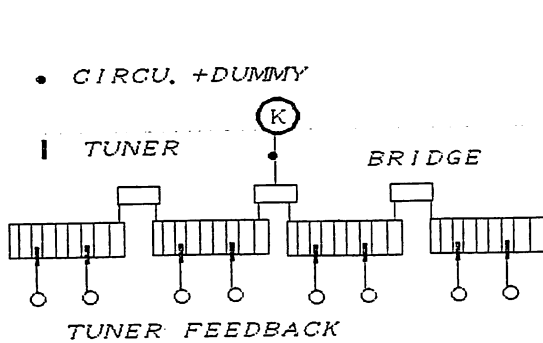 CIRCU. +DUMMY
K
TUNER
BRIDGE
TUNER FEEDBACK